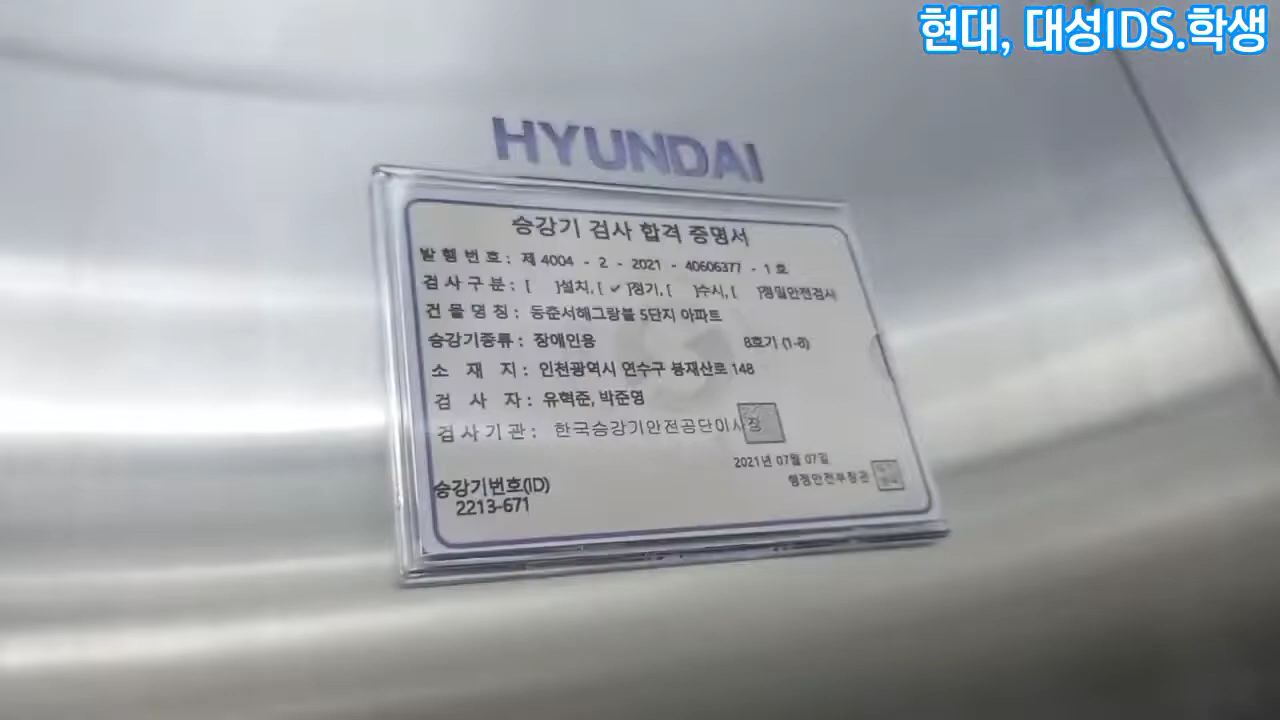 현대, 대성IDS.학생
HYUNDAI
승강기 검사 합격 증명서
발 행 번 호 : 제 4004 - 2 - 2021 - 40606377 - 1 호
검 사 구 분 : [ ]설치, [ ✔ ]정기, [ ]수시, [ ]정밀안전검사
건 물 명 칭 : 동춘서해그랑블 5단지 아파트
승강기종류 : 장애인용 8호기 (1-8)
소 재 지 : 인천광역시 연수구 봉재산로 148
검 사 자 : 유혁준, 박준영
검 사 기 관 : 한국승강기안전공단이사장
2021년 07월 07일
행정안전부장관
승강기번호(ID)
2213-671